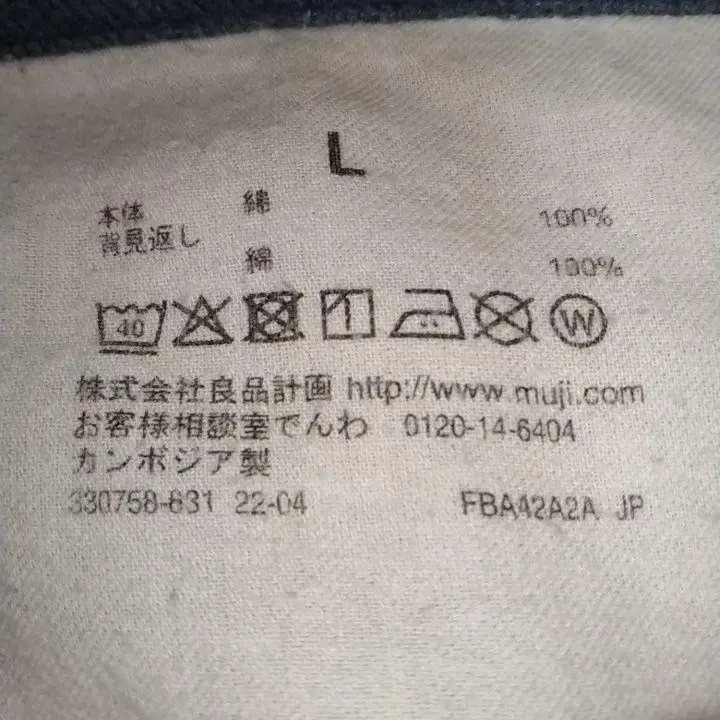 L
本体 綿 100%
背見返し
綿 100%
40 W
株式会社良品計画 http://www.muji.com
お客様相談室でんわ 0120-14-6404
カンボジア製
330758-831 22-04 FBA42A2A JP